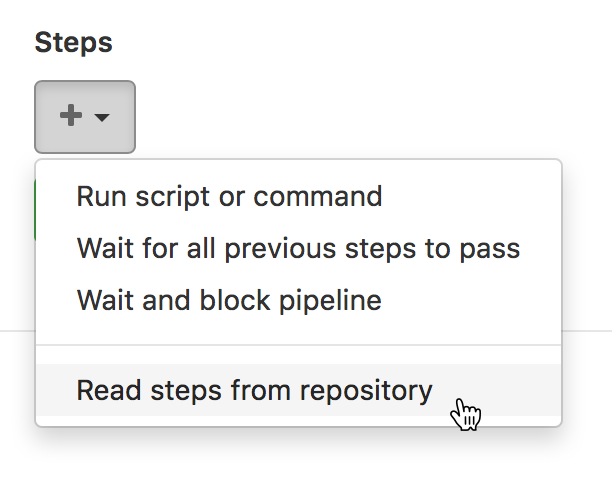 Steps
Run script or command
Wait for all previous steps to pass
Wait and block pipeline
Read steps from repository